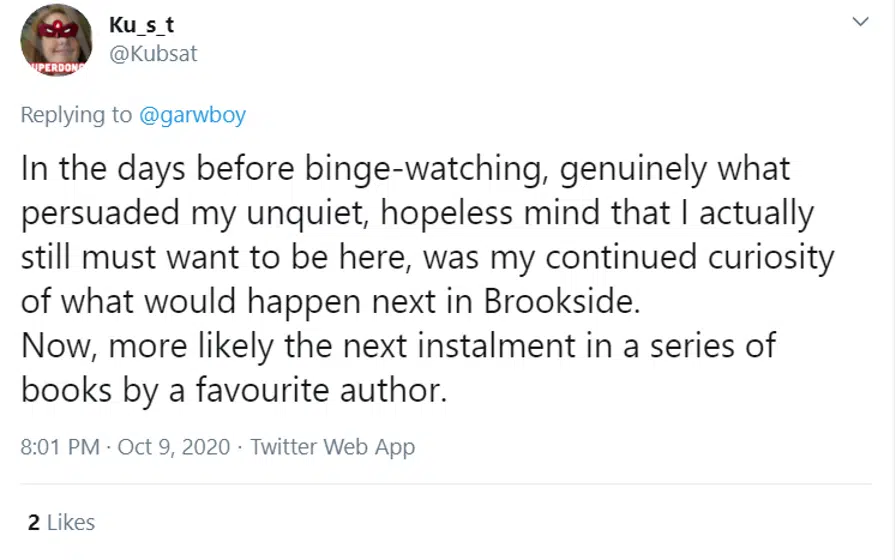 Ku_s_t
@Kubsat
Replying to @garwboy
In the days before binge-watching, genuinely what
persuaded my unquiet, hopeless mind that I actually
still must want to be here, was my continued curiosity
of what would happen next in Brookside.
Now, more likely the next instalment in a series of
books by a favourite author.
8:01 PM · Oct 9, 2020 · Twitter Web App
2 Likes